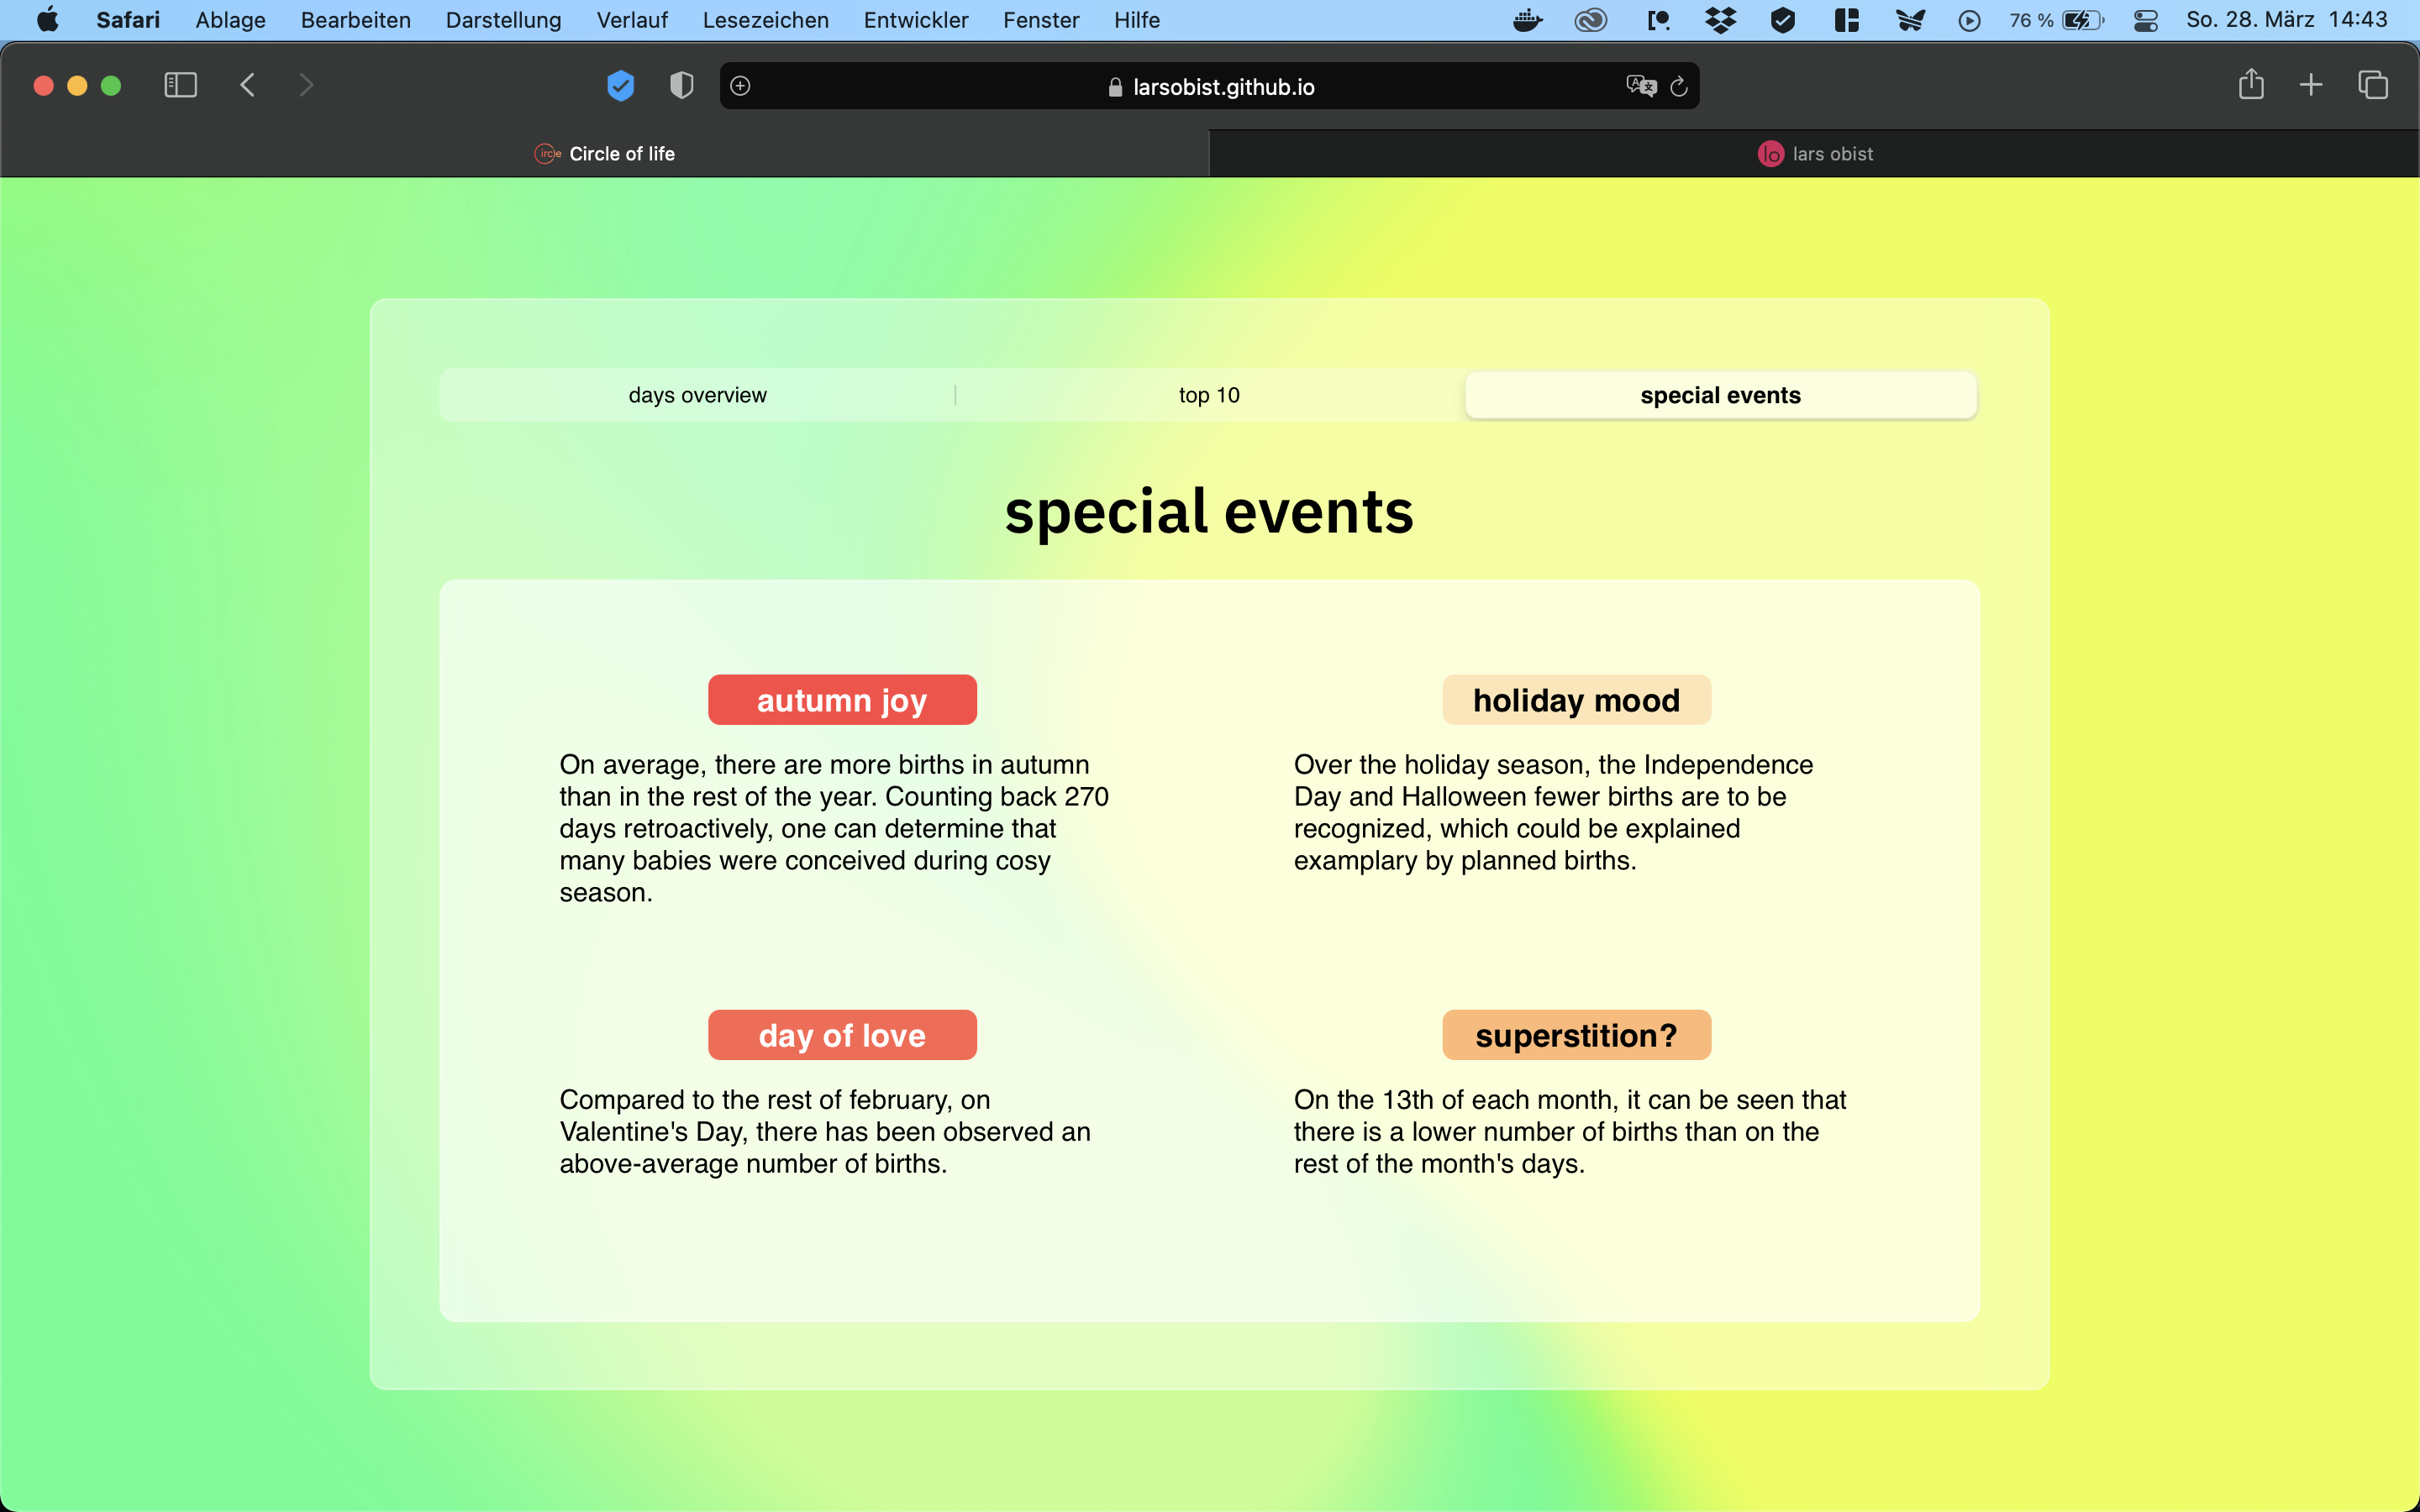 Safari Ablage Bearbeiten Darstellung Verlauf Lesezeichen Entwickler Fenster Hilfe 76 % So. 28. März 14:43
larsobist.github.io
ircle Circle of life
lo lars obist
days overview
top 10
special events
special events
autumn joy
On average, there are more births in autumn
than in the rest of the year. Counting back 270
days retroactively, one can determine that
many babies were conceived during cosy
season.
holiday mood
Over the holiday season, the Independence
Day and Halloween fewer births are to be
recognized, which could be explained
examplary by planned births.
day of love
Compared to the rest of february, on
Valentine's Day, there has been observed an
above-average number of births.
superstition?
On the 13th of each month, it can be seen that
there is a lower number of births than on the
rest of the month's days.